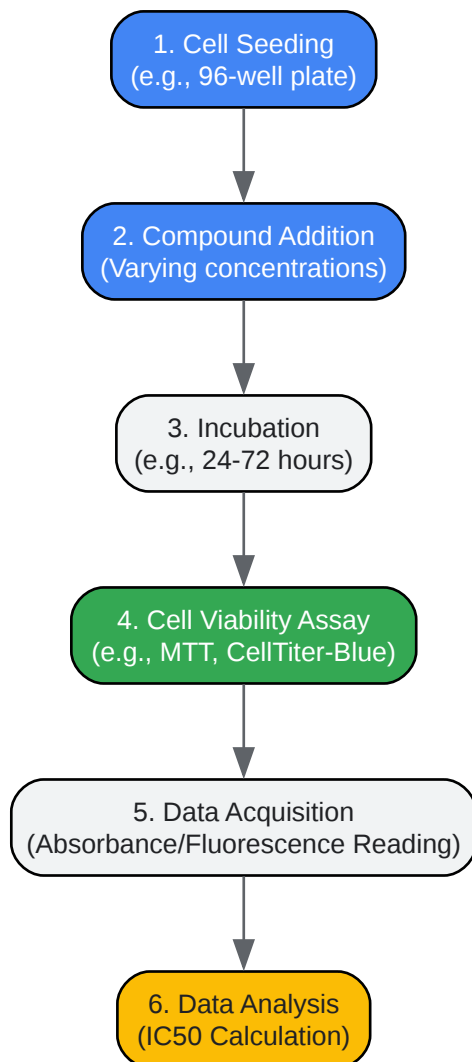 1. Cell Seeding
(e.g., 96-well plate)
2. Compound Addition
(Varying concentrations)
3. Incubation
(e.g., 24-72 hours)
4. Cell Viability Assay
(e.g., MTT, CellTiter-Blue)
5. Data Acquisition
(Absorbance/Fluorescence Reading)
6. Data Analysis
(IC50 Calculation)